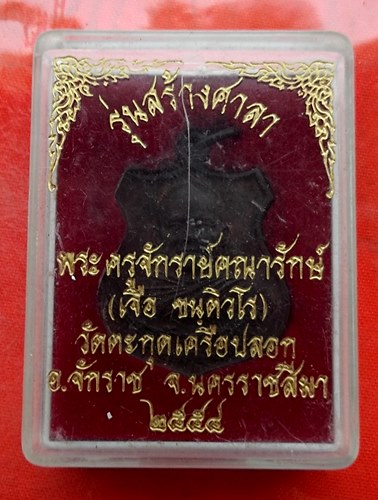 รุ่นสร้างศาลา
พระครูจักราชย์คณารักษ์
(เจือ ขนฺติวโร)
วัดตะกุดเครือปลอก
อ.จักราช จ.นครราชสีมา
๒๕๕๔